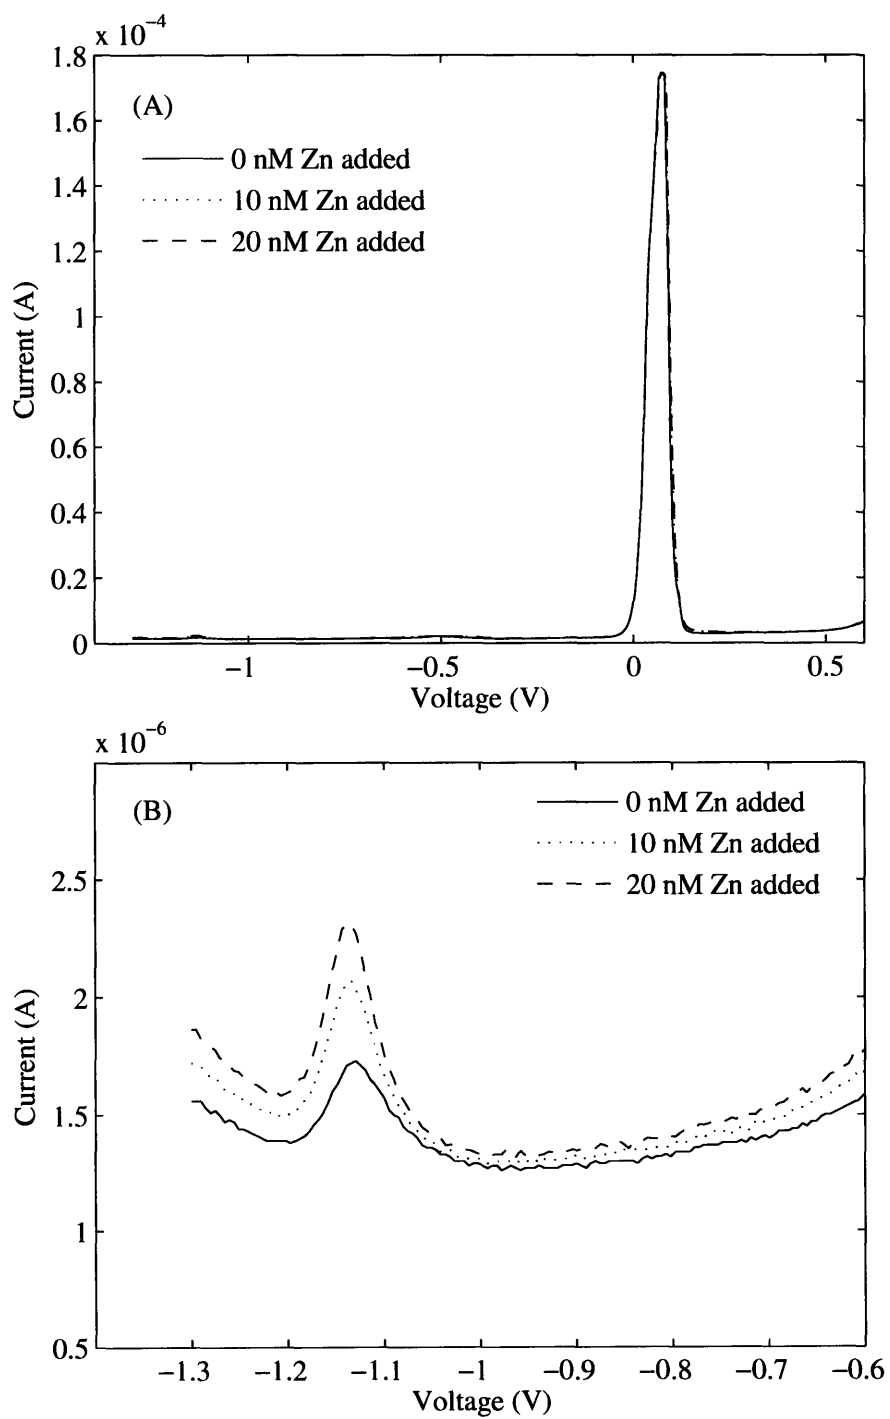 x 10⁻⁴
1.8
(A)
1.6
0 nM Zn added
1.4
10 nM Zn added
20 nM Zn added
1.2
1
0.8
0.6
0.4
0.2
0
Current (A)
−1
−0.5
0
0.5
Voltage (V)
x 10⁻⁶
(B)
0 nM Zn added
10 nM Zn added
20 nM Zn added
2.5
2
1.5
1
0.5
Current (A)
−1.3
−1.2
−1.1
−1
−0.9
−0.8
−0.7
−0.6
Voltage (V)